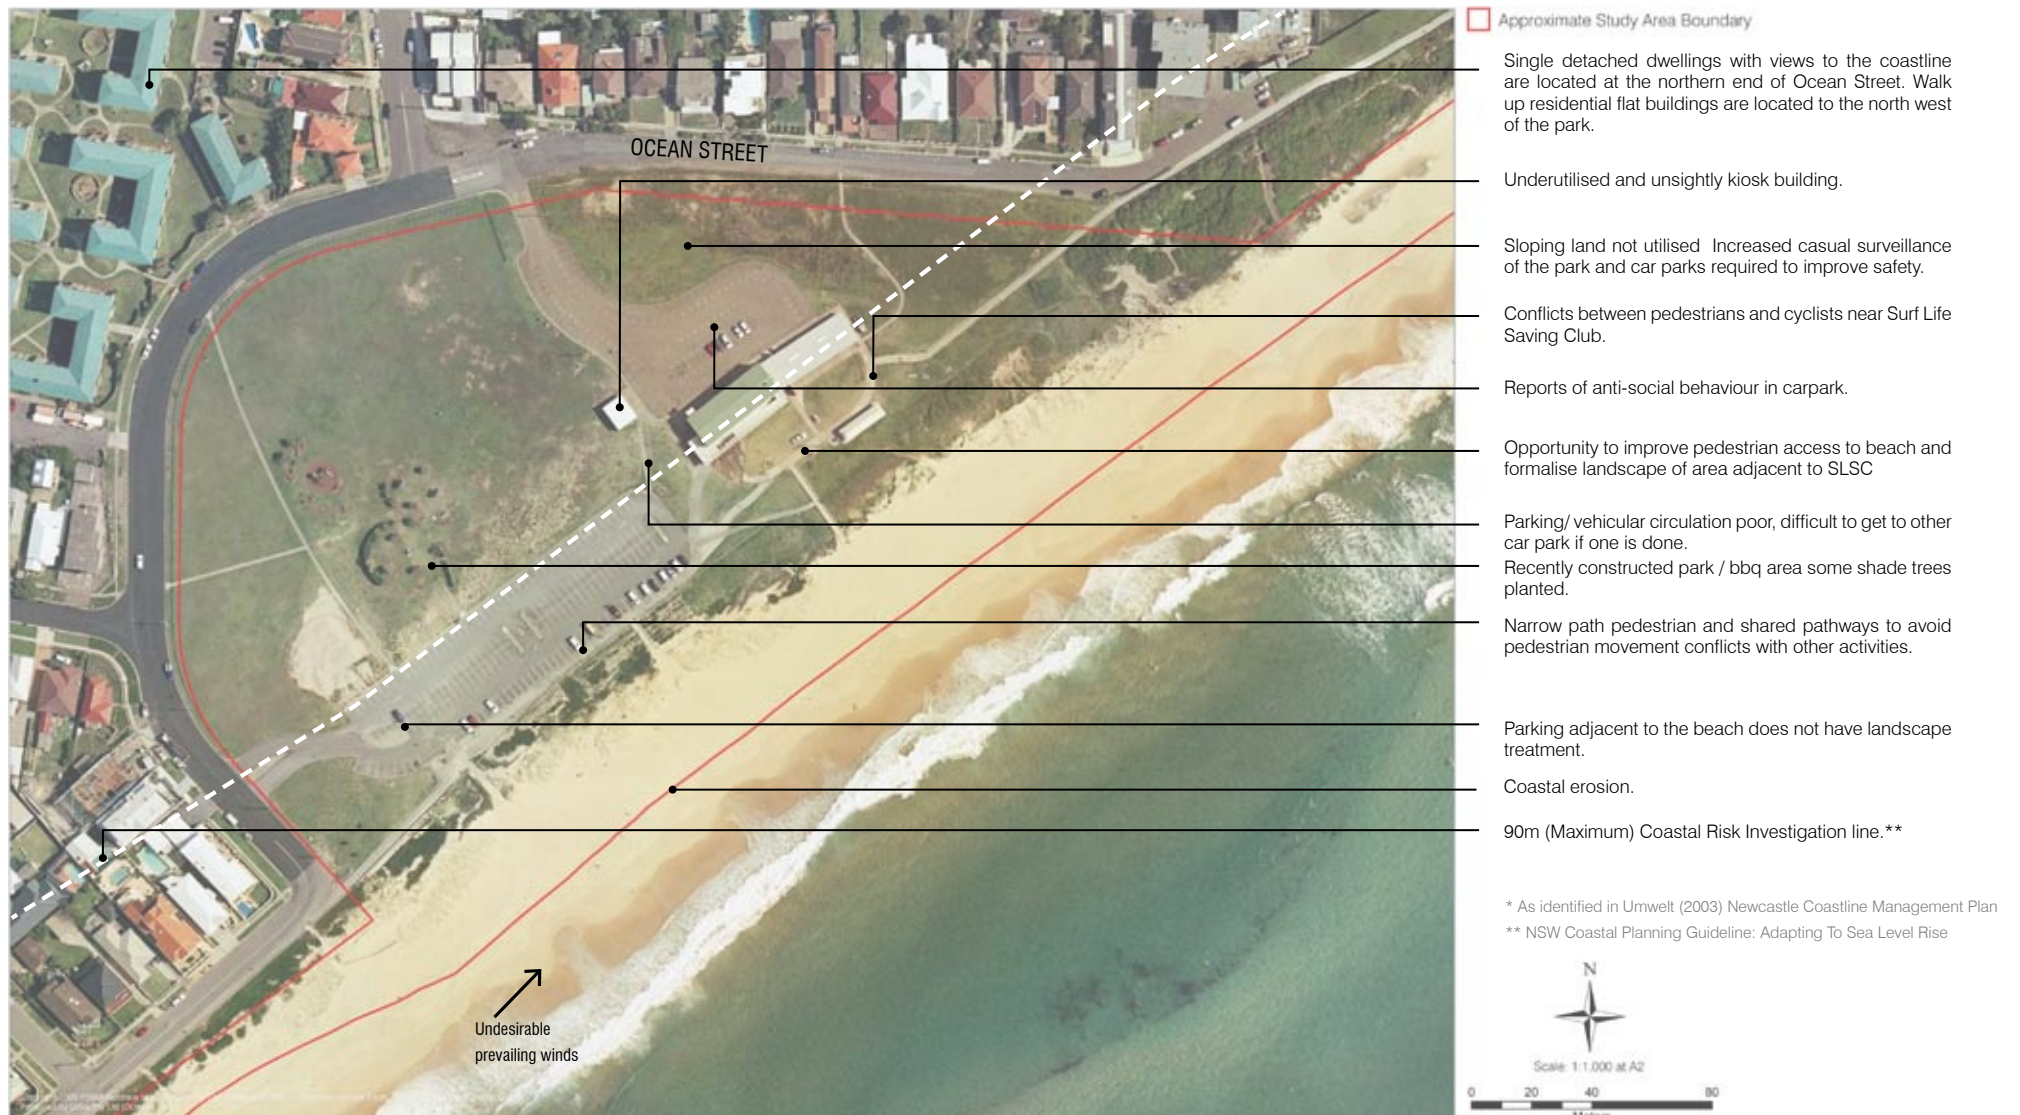 Approximate Study Area Boundary
Single detached dwellings with views to the coastline
are located at the northern end of Ocean Street. Walk
up residential flat buildings are located to the north west
of the park.
OCEAN STREET
Underutilised and unsightly kiosk building.
Sloping land not utilised Increased casual surveillance
of the park and car parks required to improve safety.
Conflicts between pedestrians and cyclists near Surf Life
Saving Club.
Reports of anti-social behaviour in carpark.
Opportunity to improve pedestrian access to beach and
formalise landscape of area adjacent to SLSC
Parking/ vehicular circulation poor, difficult to get to other
car park if one is done.
Recently constructed park / bbq area some shade trees
planted.
Narrow path pedestrian and shared pathways to avoid
pedestrian movement conflicts with other activities.
Parking adjacent to the beach does not have landscape
treatment.
Coastal erosion.
90m (Maximum) Coastal Risk Investigation line.**
* As identified in Umwelt (2003) Newcastle Coastline Management Plan
** NSW Coastal Planning Guideline: Adapting To Sea Level Rise
Undesirable
prevailing winds
N
Scale: 1:1,000 at A2
0 20 40 80
Meters